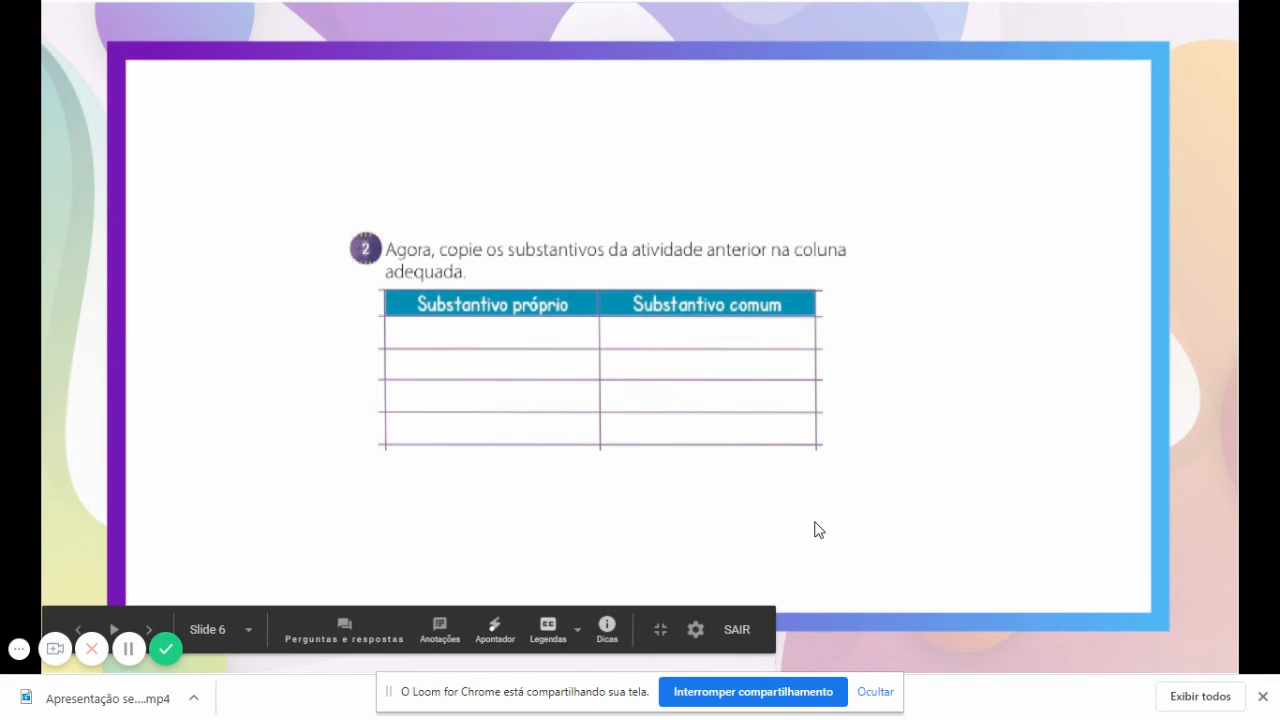 2 Agora, copie os substantivos da atividade anterior na coluna
adequada.
Substantivo próprio Substantivo comum
Slide 6
Perguntas e respostas Anotações Apontador Legendas Dicas SAIR
O Loom for Chrome está compartilhando sua tela. Interromper compartilhamento Ocultar
Apresentação se....mp4
Exibir todos